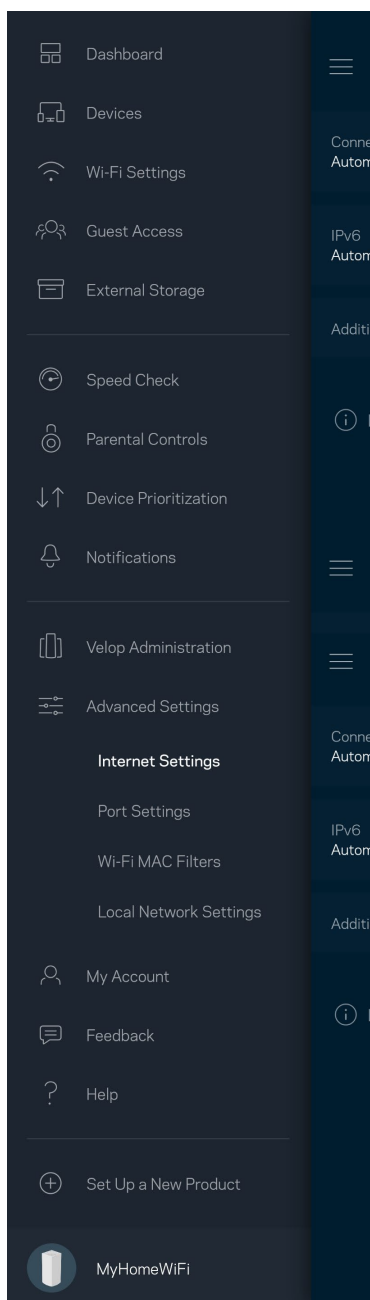 Dashboard
Devices
Wi-Fi Settings
Guest Access
External Storage
Speed Check
Parental Controls
Device Prioritization
Notifications
Velop Administration
Advanced Settings
Internet Settings
Port Settings
Wi-Fi MAC Filters
Local Network Settings
My Account
Feedback
?
Help
Set Up a New Product
MyHomeWiFi
IPv6
IPv6